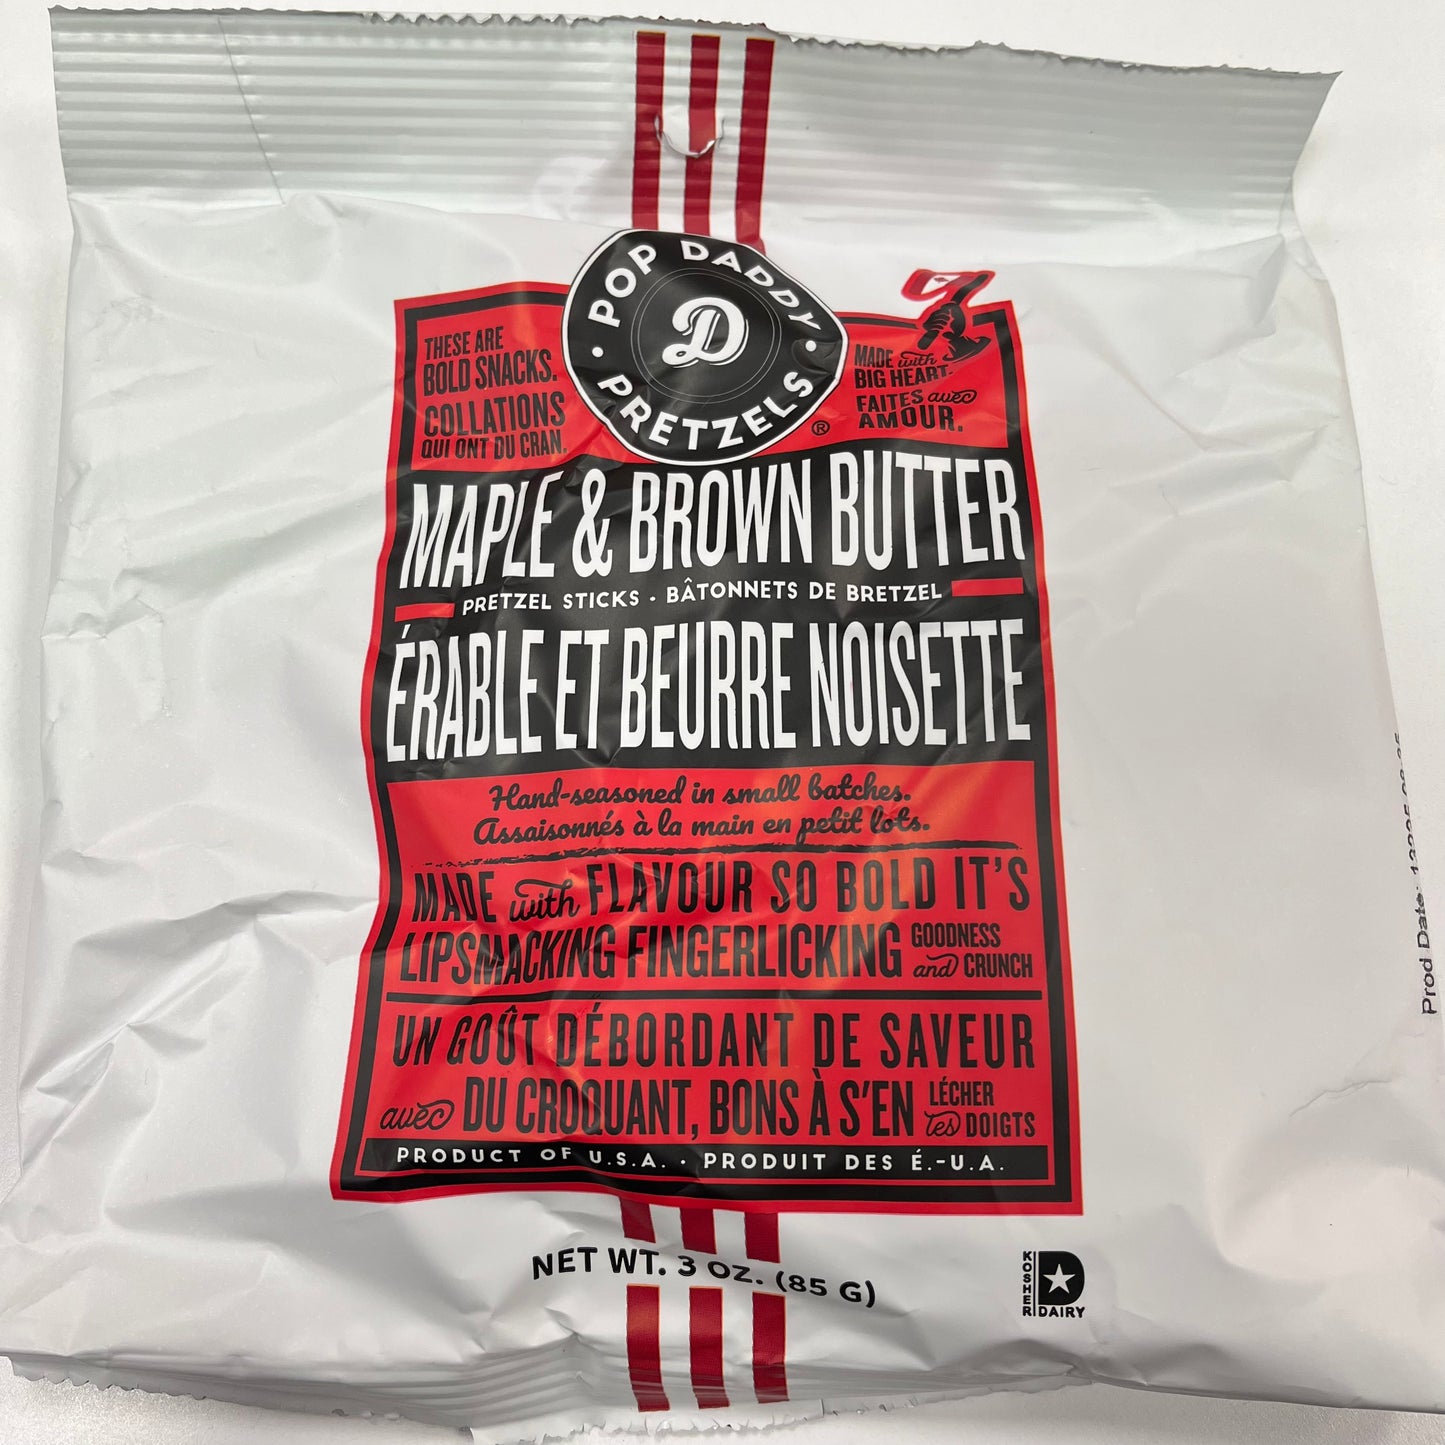 POP DADDY
D
PRETZELS
®
THESE ARE
BOLD SNACKS.
COLLATIONS
QUI ONT DU CRAN.
MADE with
BIG HEART.
FAITES avec
AMOUR.
MAPLE & BROWN BUTTER
PRETZEL STICKS · BÂTONNETS DE BRETZEL
ÉRABLE ET BEURRE NOISETTE
Hand-seasoned in small batches.
Assaisonnés à la main en petit lots.
MADE with FLAVOUR SO BOLD IT'S
LIPSMACKING FINGERLICKING GOODNESS
and CRUNCH
UN GOÛT DÉBORDANT DE SAVEUR
avec DU CROQUANT, BONS À S'EN LÉCHER
les DOIGTS
PRODUCT OF U.S.A. · PRODUIT DES É.-U.A.
NET WT. 3 OZ. (85 G)
KOSHER
D
DAIRY
Prod Date: